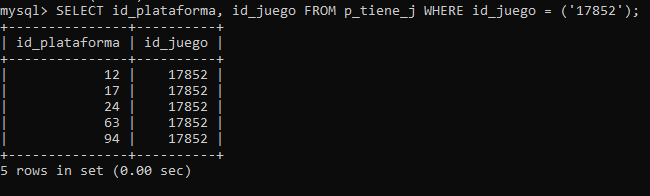 mysql> SELECT id_plataforma, id_juego FROM p_tiene_j WHERE id_juego = ('17852');
+---------------+----------+
| id_plataforma | id_juego |
+---------------+----------+
|            12 |    17852 |
|            17 |    17852 |
|            24 |    17852 |
|            63 |    17852 |
|            94 |    17852 |
+---------------+----------+
5 rows in set (0.00 sec)